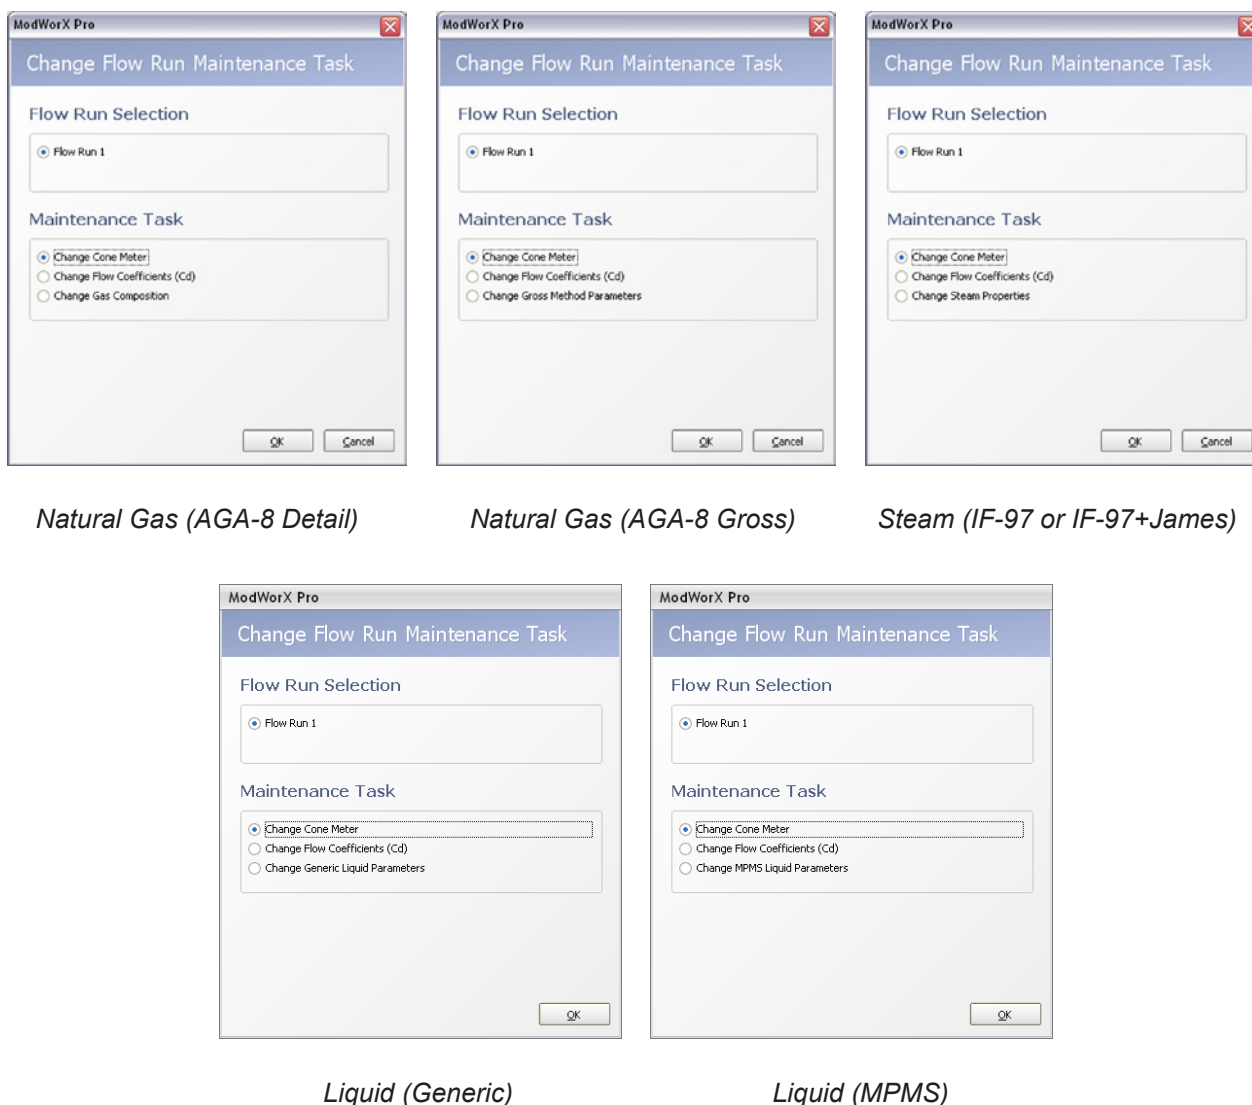 ModWorX Pro
Change Flow Run Maintenance Task
Flow Run Selection
Flow Run 1
Maintenance Task
Change Cone Meter
Change Flow Coefficients (Cd)
Change Gas Composition
OK
Cancel
Natural Gas (AGA-8 Detail)
ModWorX Pro
Change Flow Run Maintenance Task
Flow Run Selection
Flow Run 1
Maintenance Task
Change Cone Meter
Change Flow Coefficients (Cd)
Change Gross Method Parameters
OK
Cancel
Natural Gas (AGA-8 Gross)
ModWorX Pro
Change Flow Run Maintenance Task
Flow Run Selection
Flow Run 1
Maintenance Task
Change Cone Meter
Change Flow Coefficients (Cd)
Change Steam Properties
OK
Cancel
Steam (IF-97 or IF-97+James)
ModWorX Pro
Change Flow Run Maintenance Task
Flow Run Selection
Flow Run 1
Maintenance Task
Change Cone Meter
Change Flow Coefficients (Cd)
Change Generic Liquid Parameters
OK
Liquid (Generic)
ModWorX Pro
Change Flow Run Maintenance Task
Flow Run Selection
Flow Run 1
Maintenance Task
Change Cone Meter
Change Flow Coefficients (Cd)
Change MPMS Liquid Parameters
OK
Liquid (MPMS)